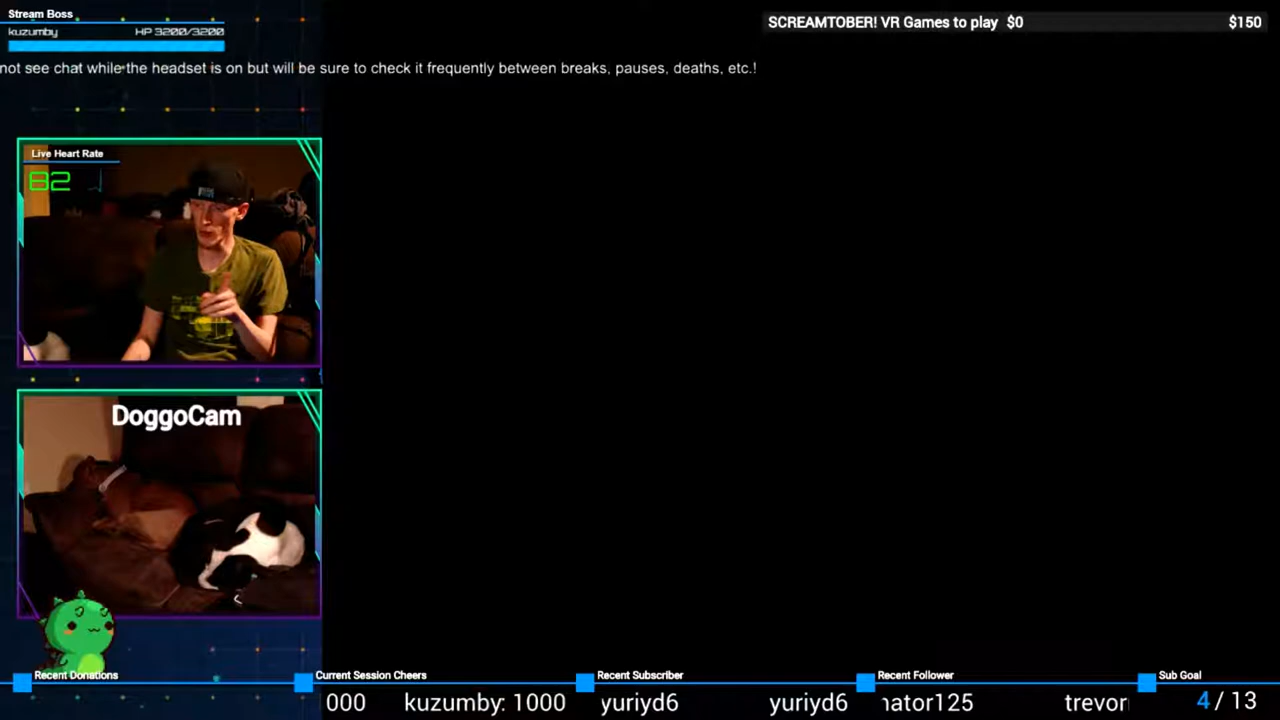 Stream Boss
kuzumby HP 3200/3200
SCREAMTOBER! VR Games to play $0 $150
not see chat while the headset is on but will be sure to check it frequently between breaks, pauses, deaths, etc.!
Live Heart Rate
82
DoggoCam
Recent Donations
Current Session Cheers
000 kuzumby: 1000
Recent Subscriber
yuriyd6 yuriyd6
Recent Follower
nator125 trevor
Sub Goal
4 / 13